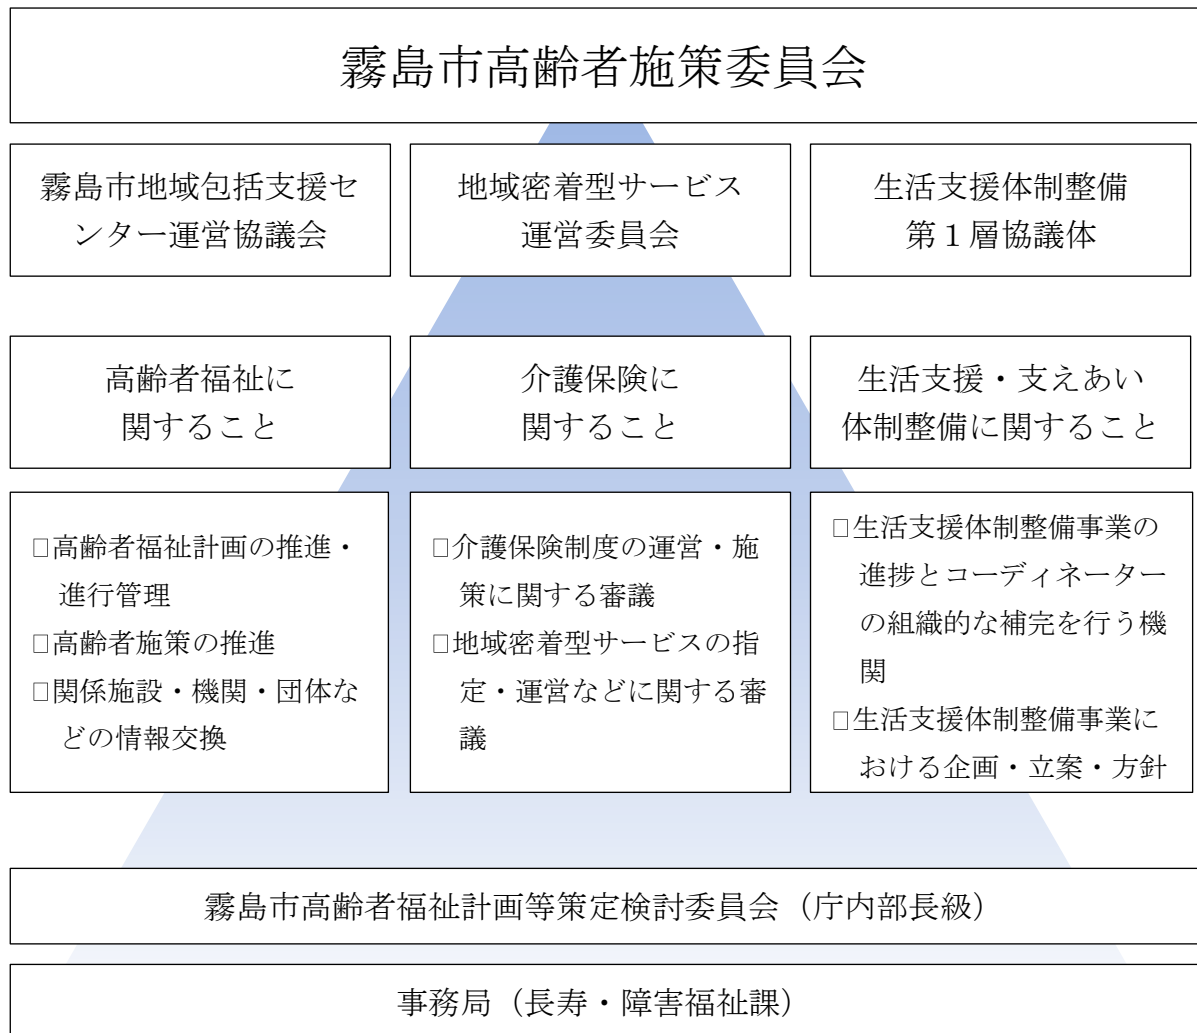 霧島市高齢者施策委員会
霧島市地域包括支援セ
ンター運営協議会
地域密着型サービス
運営委員会
生活支援体制整備
第１層協議体
高齢者福祉に
関すること
介護保険に
関すること
生活支援・支えあい
体制整備に関すること
□高齢者福祉計画の推進・
進行管理
□高齢者施策の推進
□関係施設・機関・団体な
どの情報交換
□介護保険制度の運営・施
策に関する審議
□地域密着型サービスの指
定・運営などに関する審
議
□生活支援体制整備事業の
進捗とコーディネーター
の組織的な補完を行う機
関
□生活支援体制整備事業に
おける企画・立案・方針
霧島市高齢者福祉計画等策定検討委員会（庁内部長級）
事務局（長寿・障害福祉課）